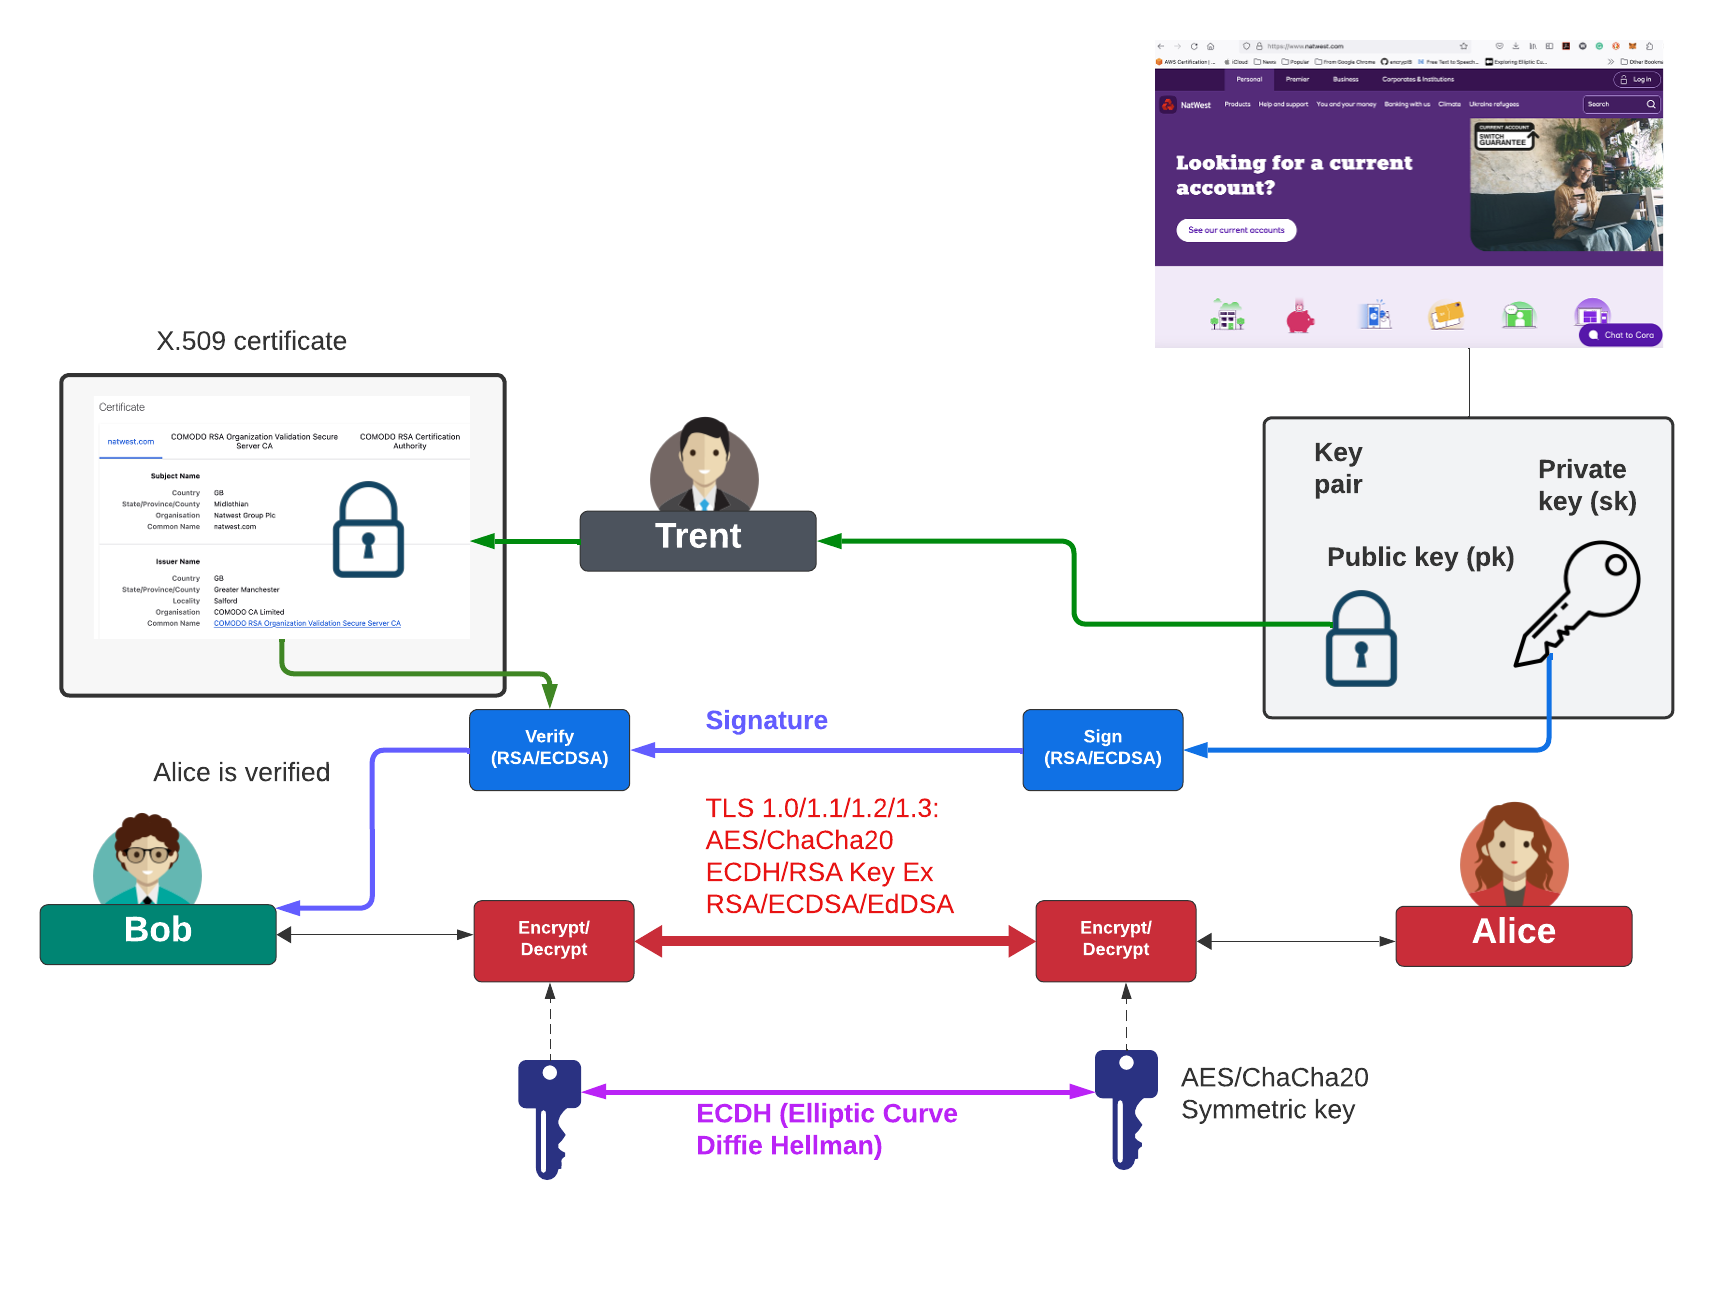 https://www.natwest.com
AWS Certification | ...
iCloud
News
Popular
From Google Chrome
encryptB
Free Text to Speech...
Exploring Elliptic Cu...
Other Bookma
Personal
Premier
Business
Corporates & Institutions
Log in
NatWest
Products
Help and support
You and your money
Banking with us
Climate
Ukraine refugees
Search
CURRENT ACCOUNT
SWITCH
GUARANTEE
Looking for a current
account?
See our current accounts
Chat to Cora
X.509 certificate
Certificate
natwest.com
COMODO RSA Organization Validation Secure
Server CA
COMODO RSA Certification
Authority
Subject Name
Country GB
State/Province/County Midlothian
Organisation Natwest Group Plc
Common Name natwest.com
Issuer Name
Country GB
State/Province/County Greater Manchester
Locality Salford
Organisation COMODO CA Limited
Common Name COMODO RSA Organization Validation Secure Server CA
Trent
Key
pair
Private
key (sk)
Public key (pk)
Verify
(RSA/ECDSA)
Signature
Sign
(RSA/ECDSA)
Alice is verified
TLS 1.0/1.1/1.2/1.3:
AES/ChaCha20
ECDH/RSA Key Ex
RSA/ECDSA/EdDSA
Bob
Encrypt/
Decrypt
Encrypt/
Decrypt
Alice
ECDH (Elliptic Curve
Diffie Hellman)
AES/ChaCha20
Symmetric key